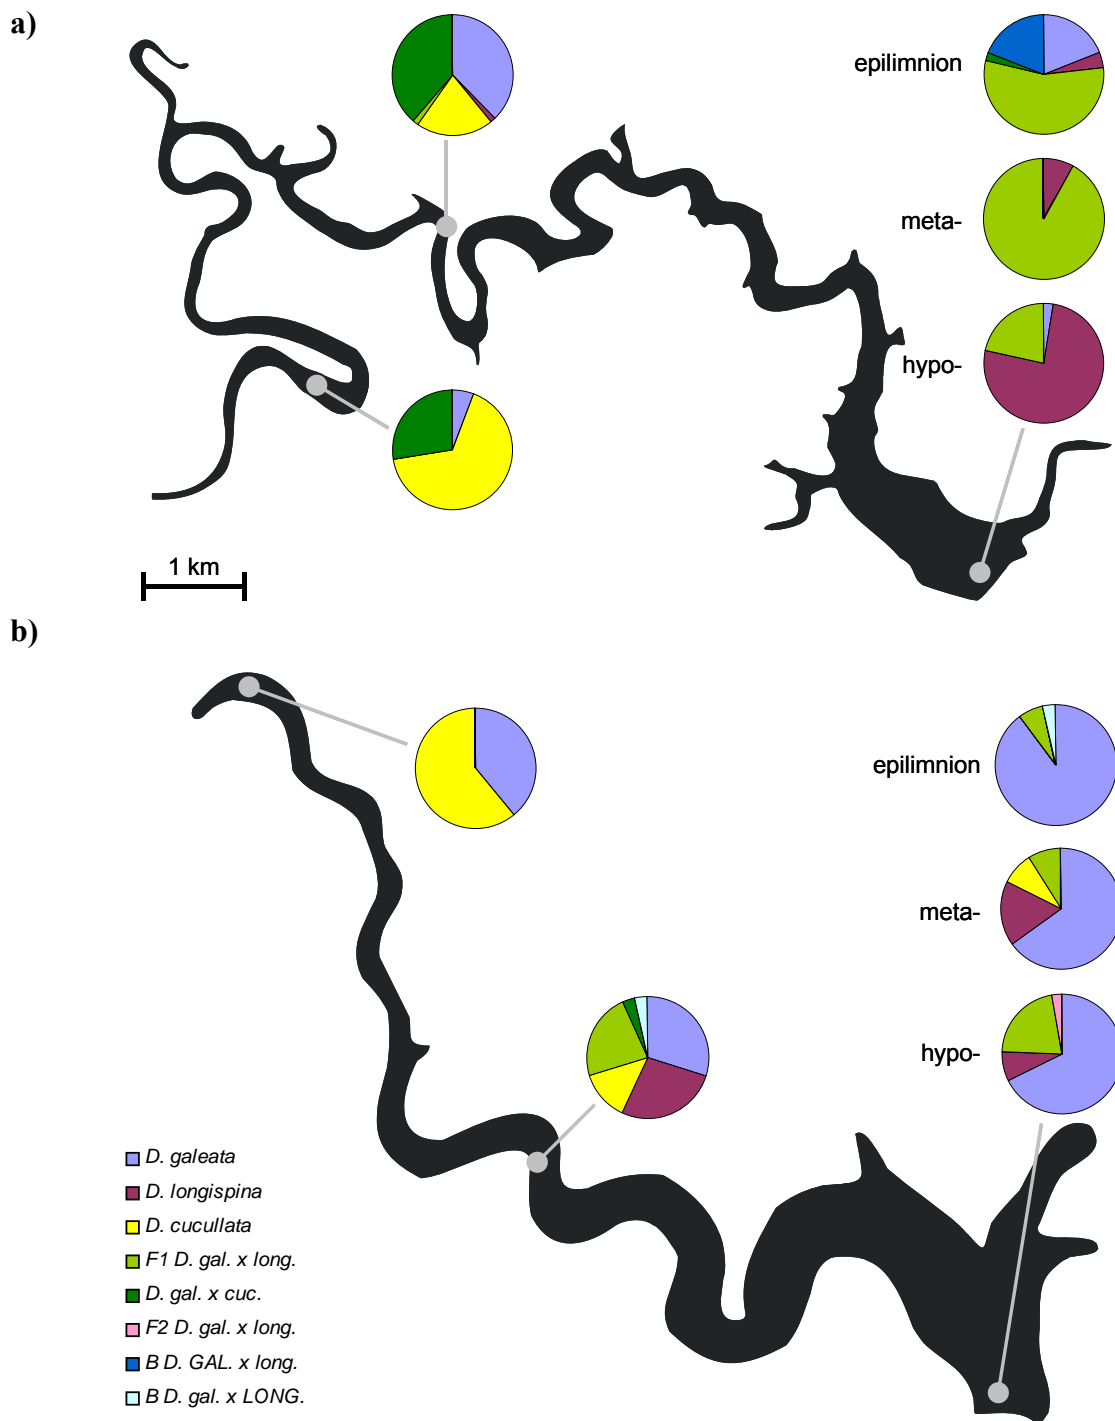 a)
epilimnion
meta-
hypo-
1 km
b)
epilimnion
meta-
hypo-
D. galeata
D. longispina
D. cucullata
F1 D. gal. x long.
D. gal. x cuc.
F2 D. gal. x long.
B D. GAL. x long.
B D. gal. x LONG.